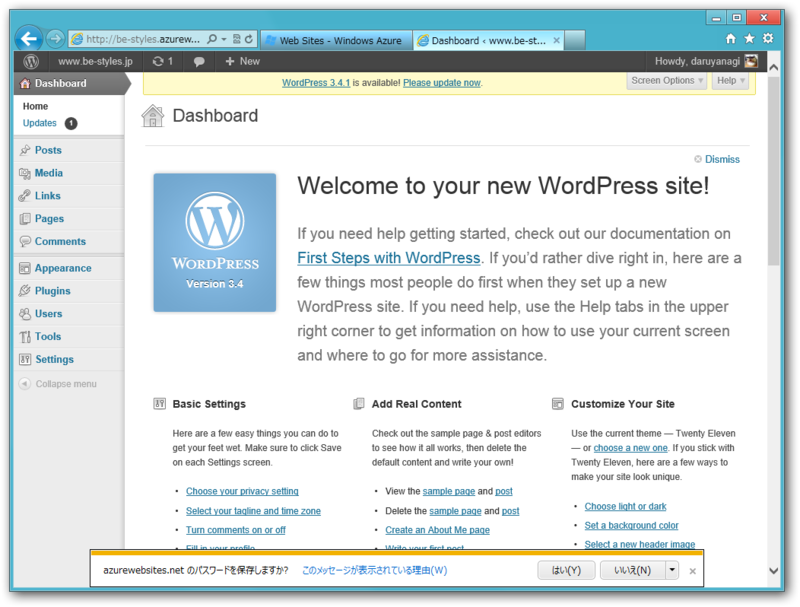 http://be-styles.azurew...
Web Sites - Windows Azure
Dashboard ‹ www.be-st...
www.be-styles.jp
1
New
Howdy, daruyanagi
Dashboard
WordPress 3.4.1 is available! Please update now.
Screen Options
Help
Home
Updates 1
Dashboard
Posts
Media
Links
Pages
Comments
Appearance
Plugins
Users
Tools
Settings
Collapse menu
Dismiss
WORDPRESS
Version 3.4
Welcome to your new WordPress site!
If you need help getting started, check out our documentation on
First Steps with WordPress. If you'd rather dive right in, here are a
few things most people do first when they set up a new
WordPress site. If you need help, use the Help tabs in the upper
right corner to get information on how to use your current screen
and where to go for more assistance.
Basic Settings
Here are a few easy things you can do to
get your feet wet. Make sure to click Save
on each Settings screen.
• Choose your privacy setting
• Select your tagline and time zone
• Turn comments on or off
• Fill in your profile
Add Real Content
Check out the sample page & post editors
to see how it all works, then delete the
default content and write your own!
• View the sample page and post
• Delete the sample page and post
• Create an About Me page
• Write your first post
Customize Your Site
Use the current theme — Twenty Eleven
— or choose a new one. If you stick with
Twenty Eleven, here are a few ways to
make your site look unique.
• Choose light or dark
• Set a background color
• Select a new header image
azurewebsites.net のパスワードを保存しますか?
このメッセージが表示されている理由(W)
はい(Y)
いいえ(N)